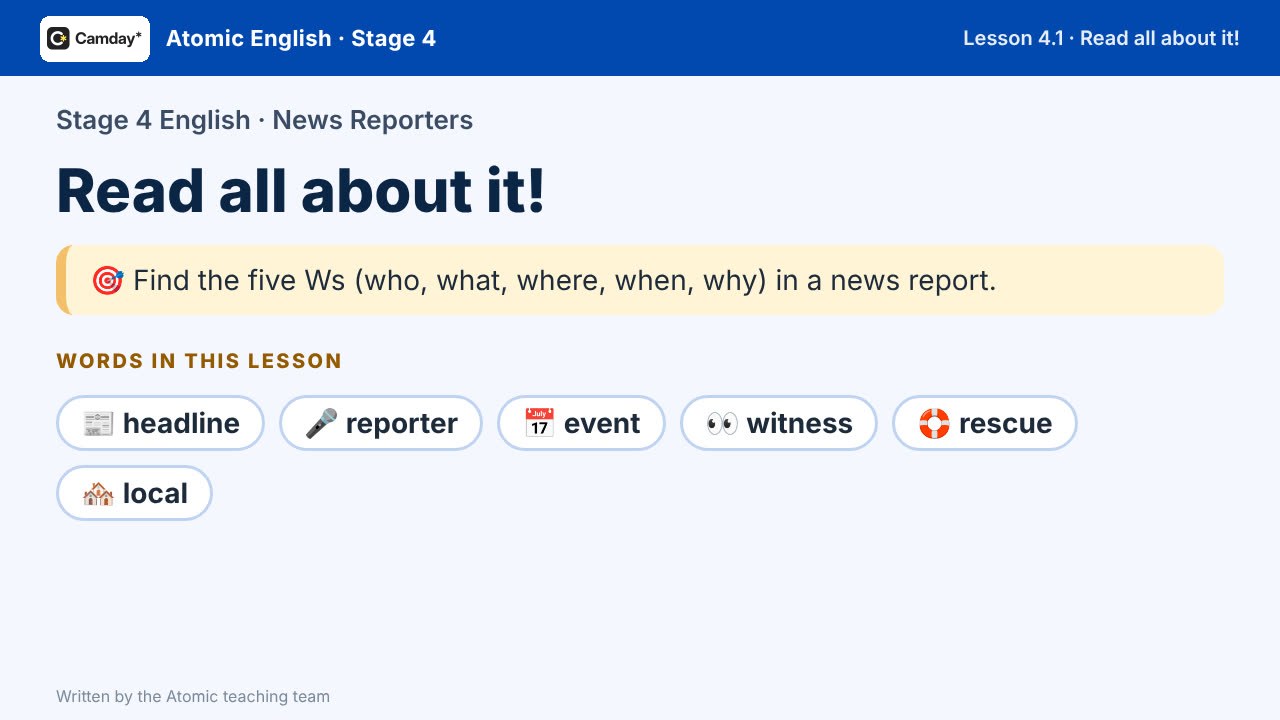 Camday*
Atomic English · Stage 4
Lesson 4.1 · Read all about it!
Stage 4 English · News Reporters
Read all about it!
🎯 Find the five Ws (who, what, where, when, why) in a news report.
WORDS IN THIS LESSON
📰 headline 🎤 reporter 📅 event 👀 witness 🛟 rescue
🏘️ local
Written by the Atomic teaching team